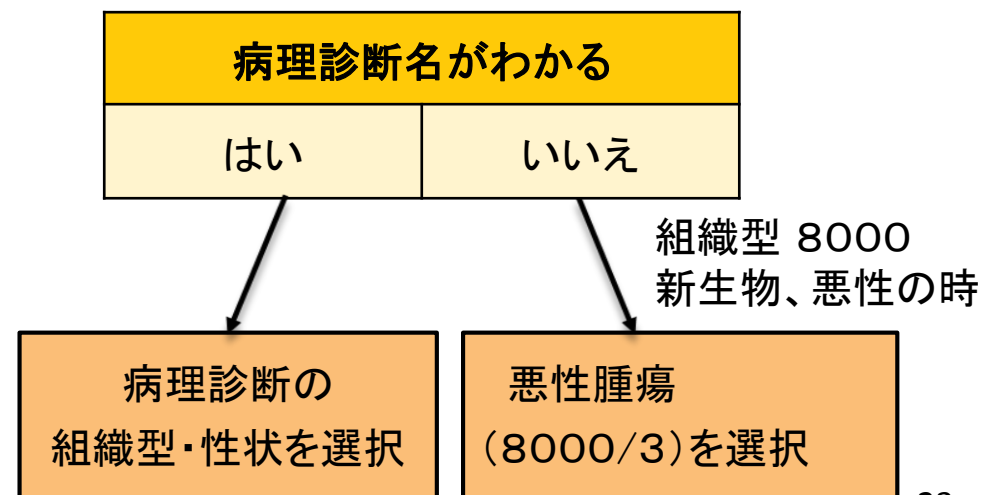 病理診断名がわかる
はい
いいえ
組織型 8000
新生物、悪性の時
病理診断の
組織型・性状を選択
悪性腫瘍
(8000/3)を選択